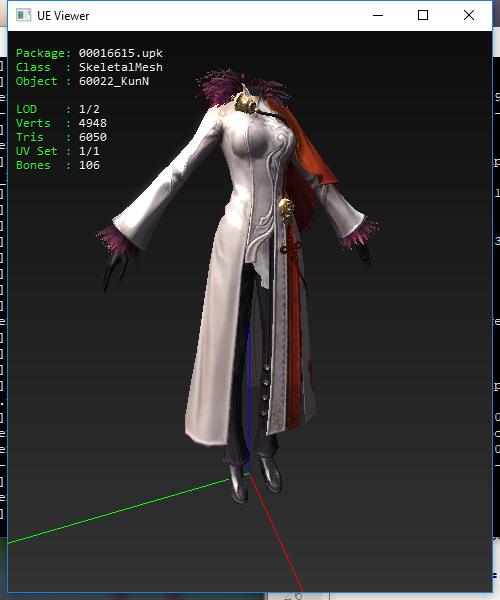 UE Viewer
Package: 00016615.upk
Class : SkeletalMesh
Object : 60022_KunN
LOD : 1/2
Verts : 4948
Tris : 6050
UV Set : 1/1
Bones : 106